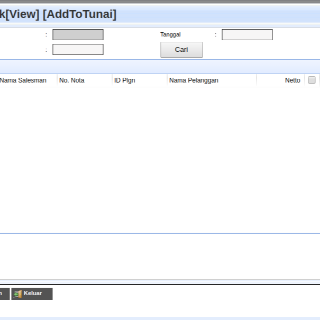 k[View] [AddToTunai]
: Tanggal :
: Cari
Nama Salesman No. Nota ID Plgn Nama Pelanggan Netto
n Keluar